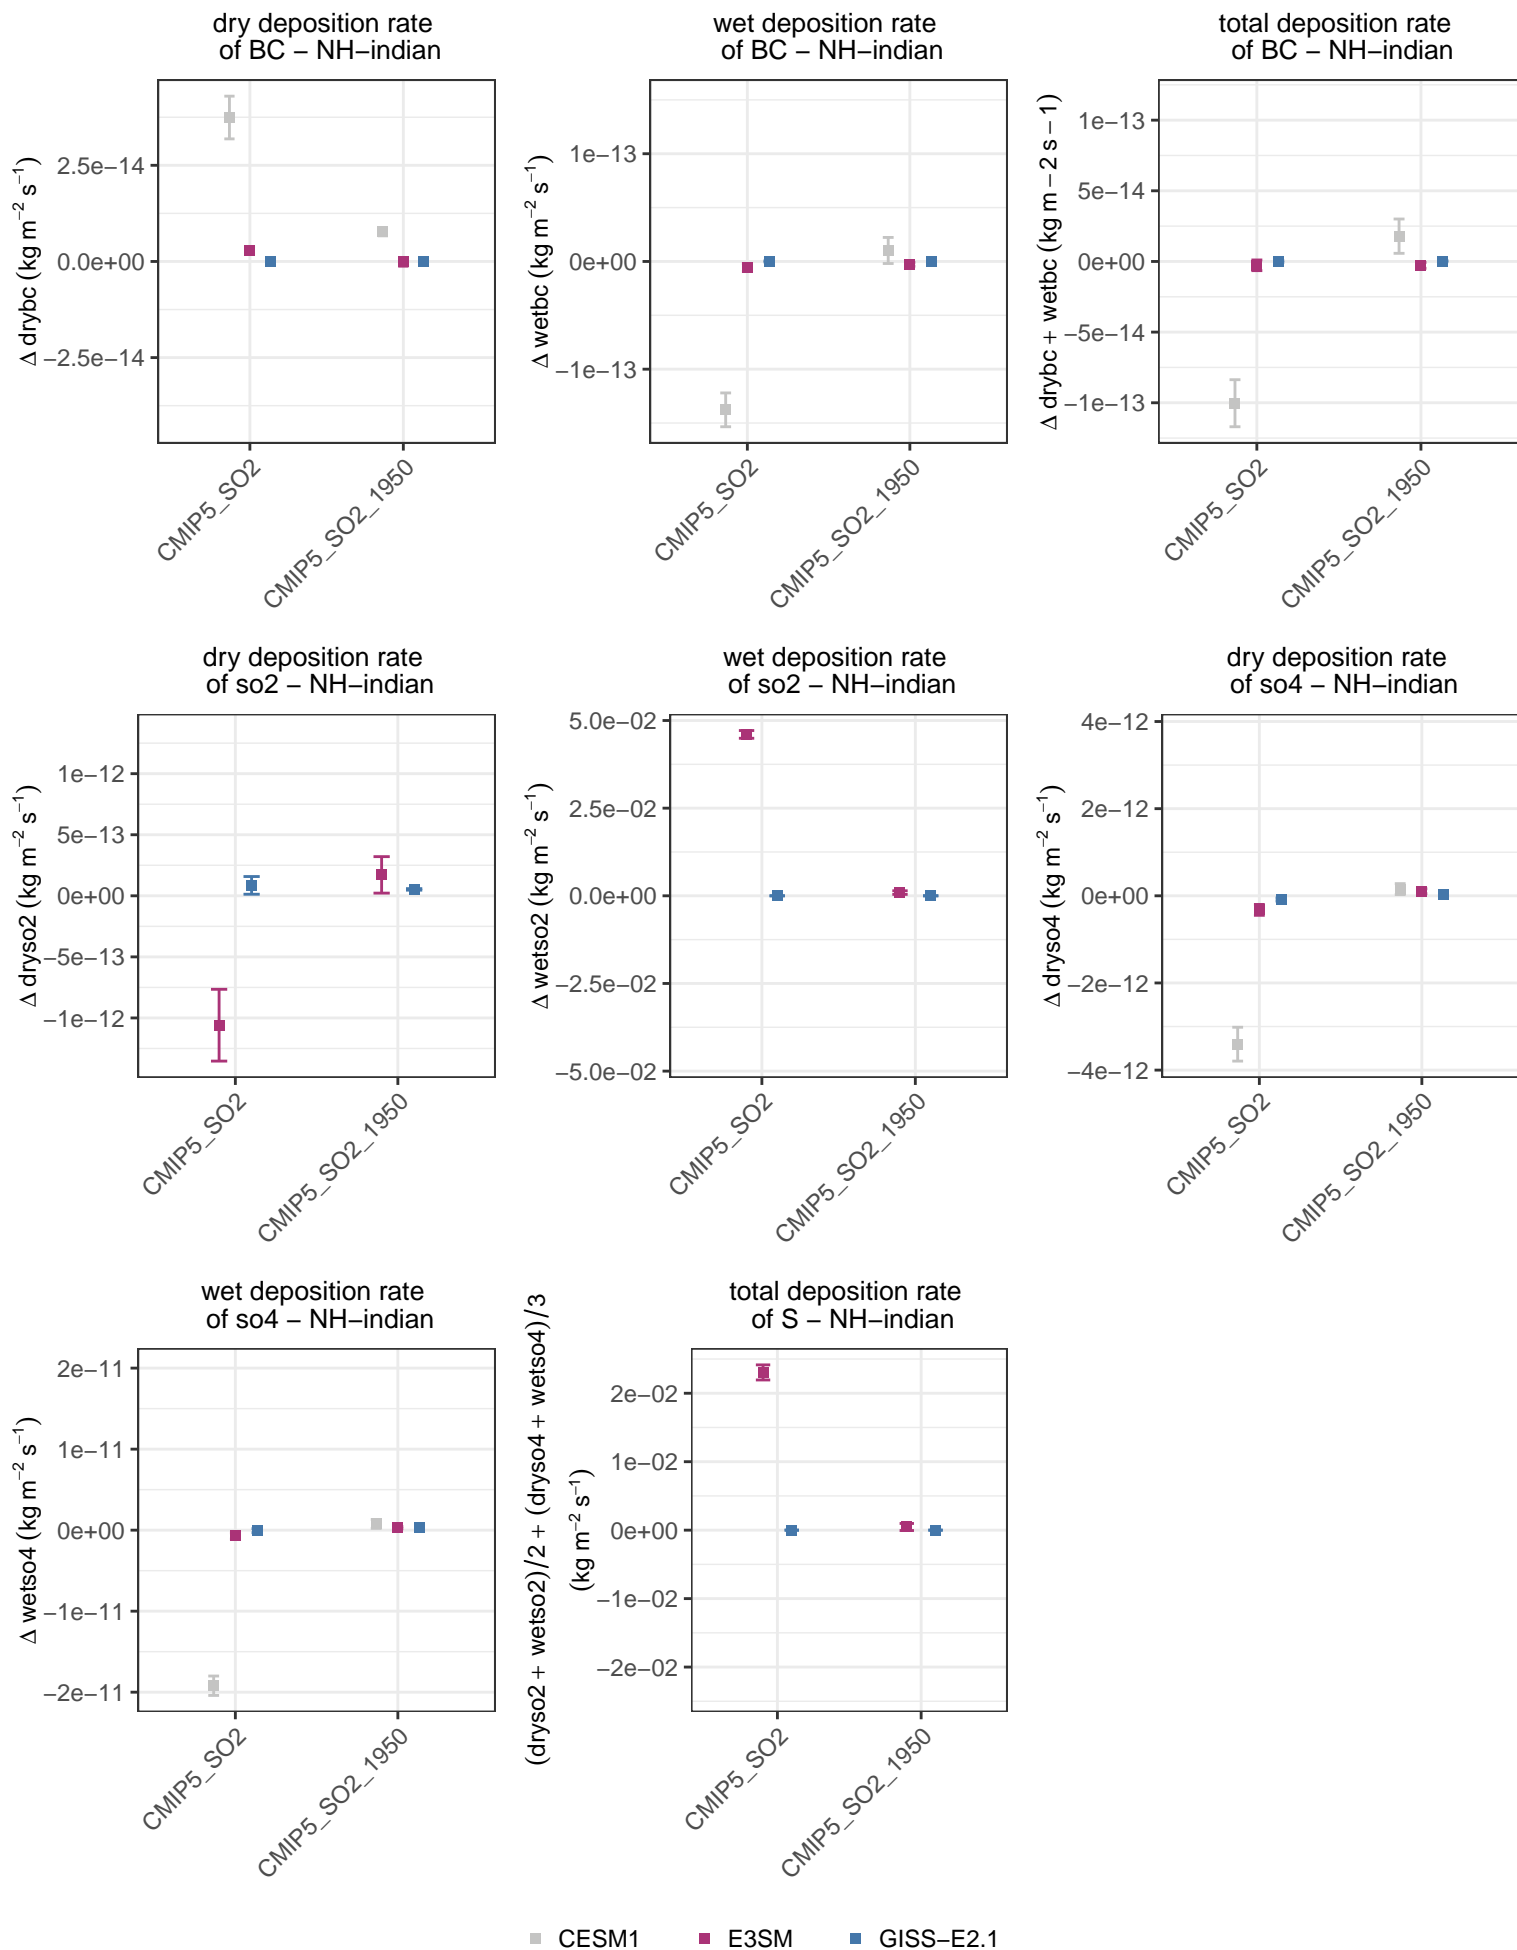 dry deposition rate
of BC − NH−indian
Δ drybc (kg m−2 s−1)
2.5e−14
0.0e+00
−2.5e−14
CMIP5_SO2
CMIP5_SO2_1950
wet deposition rate
of BC − NH−indian
Δ wetbc (kg m−2 s−1)
1e−13
0e+00
−1e−13
CMIP5_SO2
CMIP5_SO2_1950
total deposition rate
of BC − NH−indian
Δ drybc + wetbc (kg m − 2 s − 1)
1e−13
5e−14
0e+00
−5e−14
−1e−13
CMIP5_SO2
CMIP5_SO2_1950
dry deposition rate
of so2 − NH−indian
Δ dryso2 (kg m−2 s−1)
1e−12
5e−13
0e+00
−5e−13
−1e−12
CMIP5_SO2
CMIP5_SO2_1950
wet deposition rate
of so2 − NH−indian
Δ wetso2 (kg m−2 s−1)
5.0e−02
2.5e−02
0.0e+00
−2.5e−02
−5.0e−02
CMIP5_SO2
CMIP5_SO2_1950
dry deposition rate
of so4 − NH−indian
Δ dryso4 (kg m−2 s−1)
4e−12
2e−12
0e+00
−2e−12
−4e−12
CMIP5_SO2
CMIP5_SO2_1950
wet deposition rate
of so4 − NH−indian
Δ wetso4 (kg m−2 s−1)
2e−11
1e−11
0e+00
−1e−11
−2e−11
CMIP5_SO2
CMIP5_SO2_1950
total deposition rate
of S − NH−indian
(dryso2 + wetso2)/2 + (dryso4 + wetso4)/3
(kg m−2 s−1)
2e−02
1e−02
0e+00
−1e−02
−2e−02
CMIP5_SO2
CMIP5_SO2_1950
CESM1
E3SM
GISS−E2.1